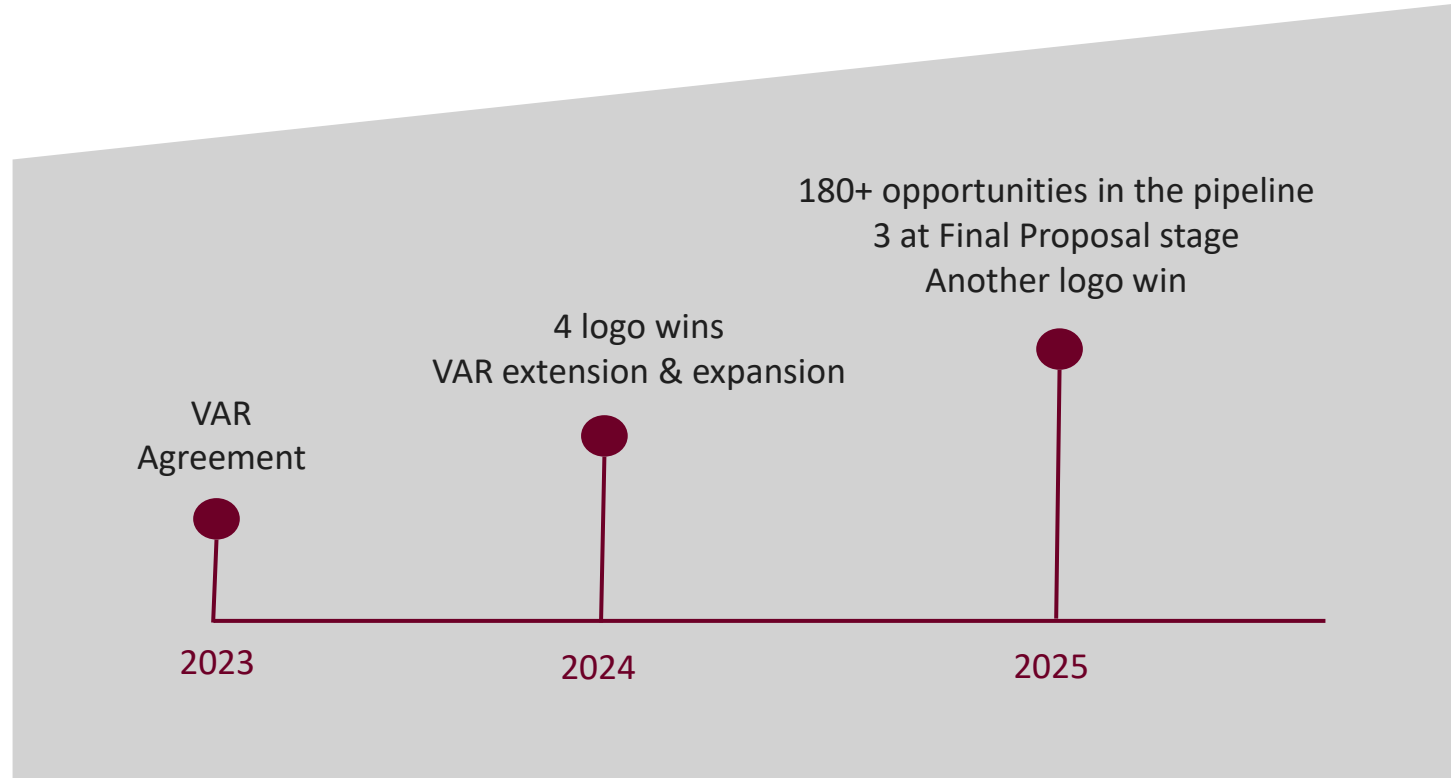 180+ opportunities in the pipeline
3 at Final Proposal stage
Another logo win
4 logo wins
VAR extension & expansion
VAR
Agreement
2023
2024
2025